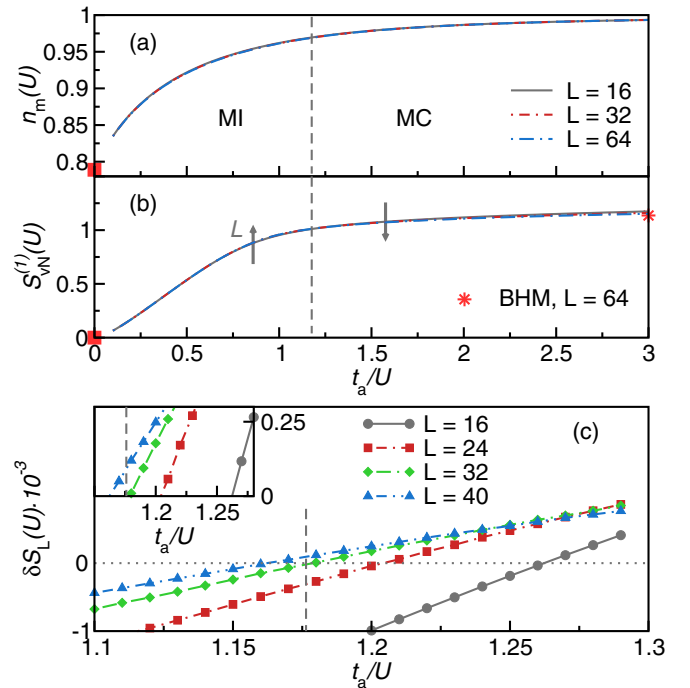 1
0.95
0.9
0.85
0.8
n_m(U)
(a)
MI
MC
L = 16
L = 32
L = 64
1
0.5
0
S_vN^(1)(U)
(b)
L
BHM, L = 64
0
0.5
1
1.5
2
2.5
3
t_a/U
0.25
0
1.2
1.25
t_a/U
L = 16
L = 24
L = 32
L = 40
(c)
δS_L(U)·10^-3
0
-1
1.1
1.15
1.2
1.25
1.3
t_a/U